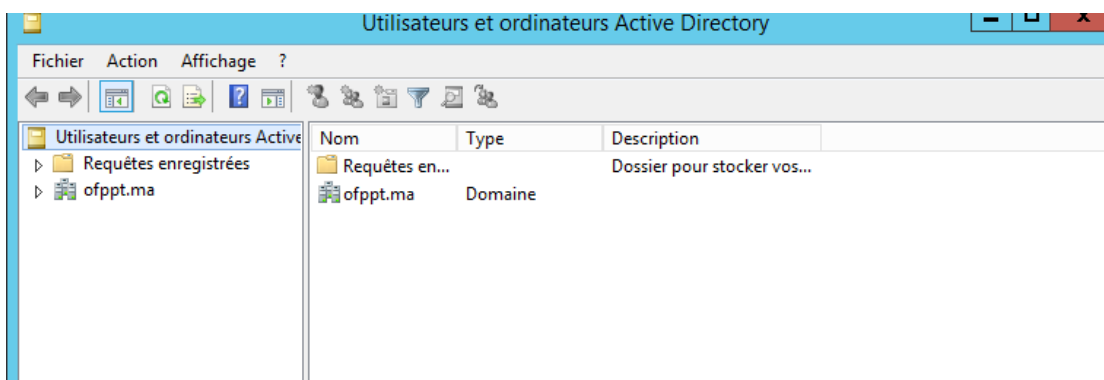 Utilisateurs et ordinateurs Active Directory
Fichier Action Affichage ?
Utilisateurs et ordinateurs Active
Requêtes enregistrées
ofppt.ma
Nom Type Description
Requêtes en... Dossier pour stocker vos...
ofppt.ma Domaine